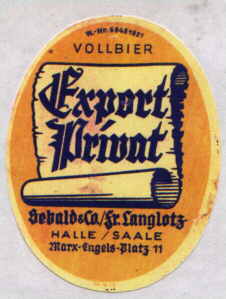 VOLLBIER
Export
Privat
Sebald & Co/Fr. Langlotz
HALLE / SAALE
Marx-Engels-Platz 11